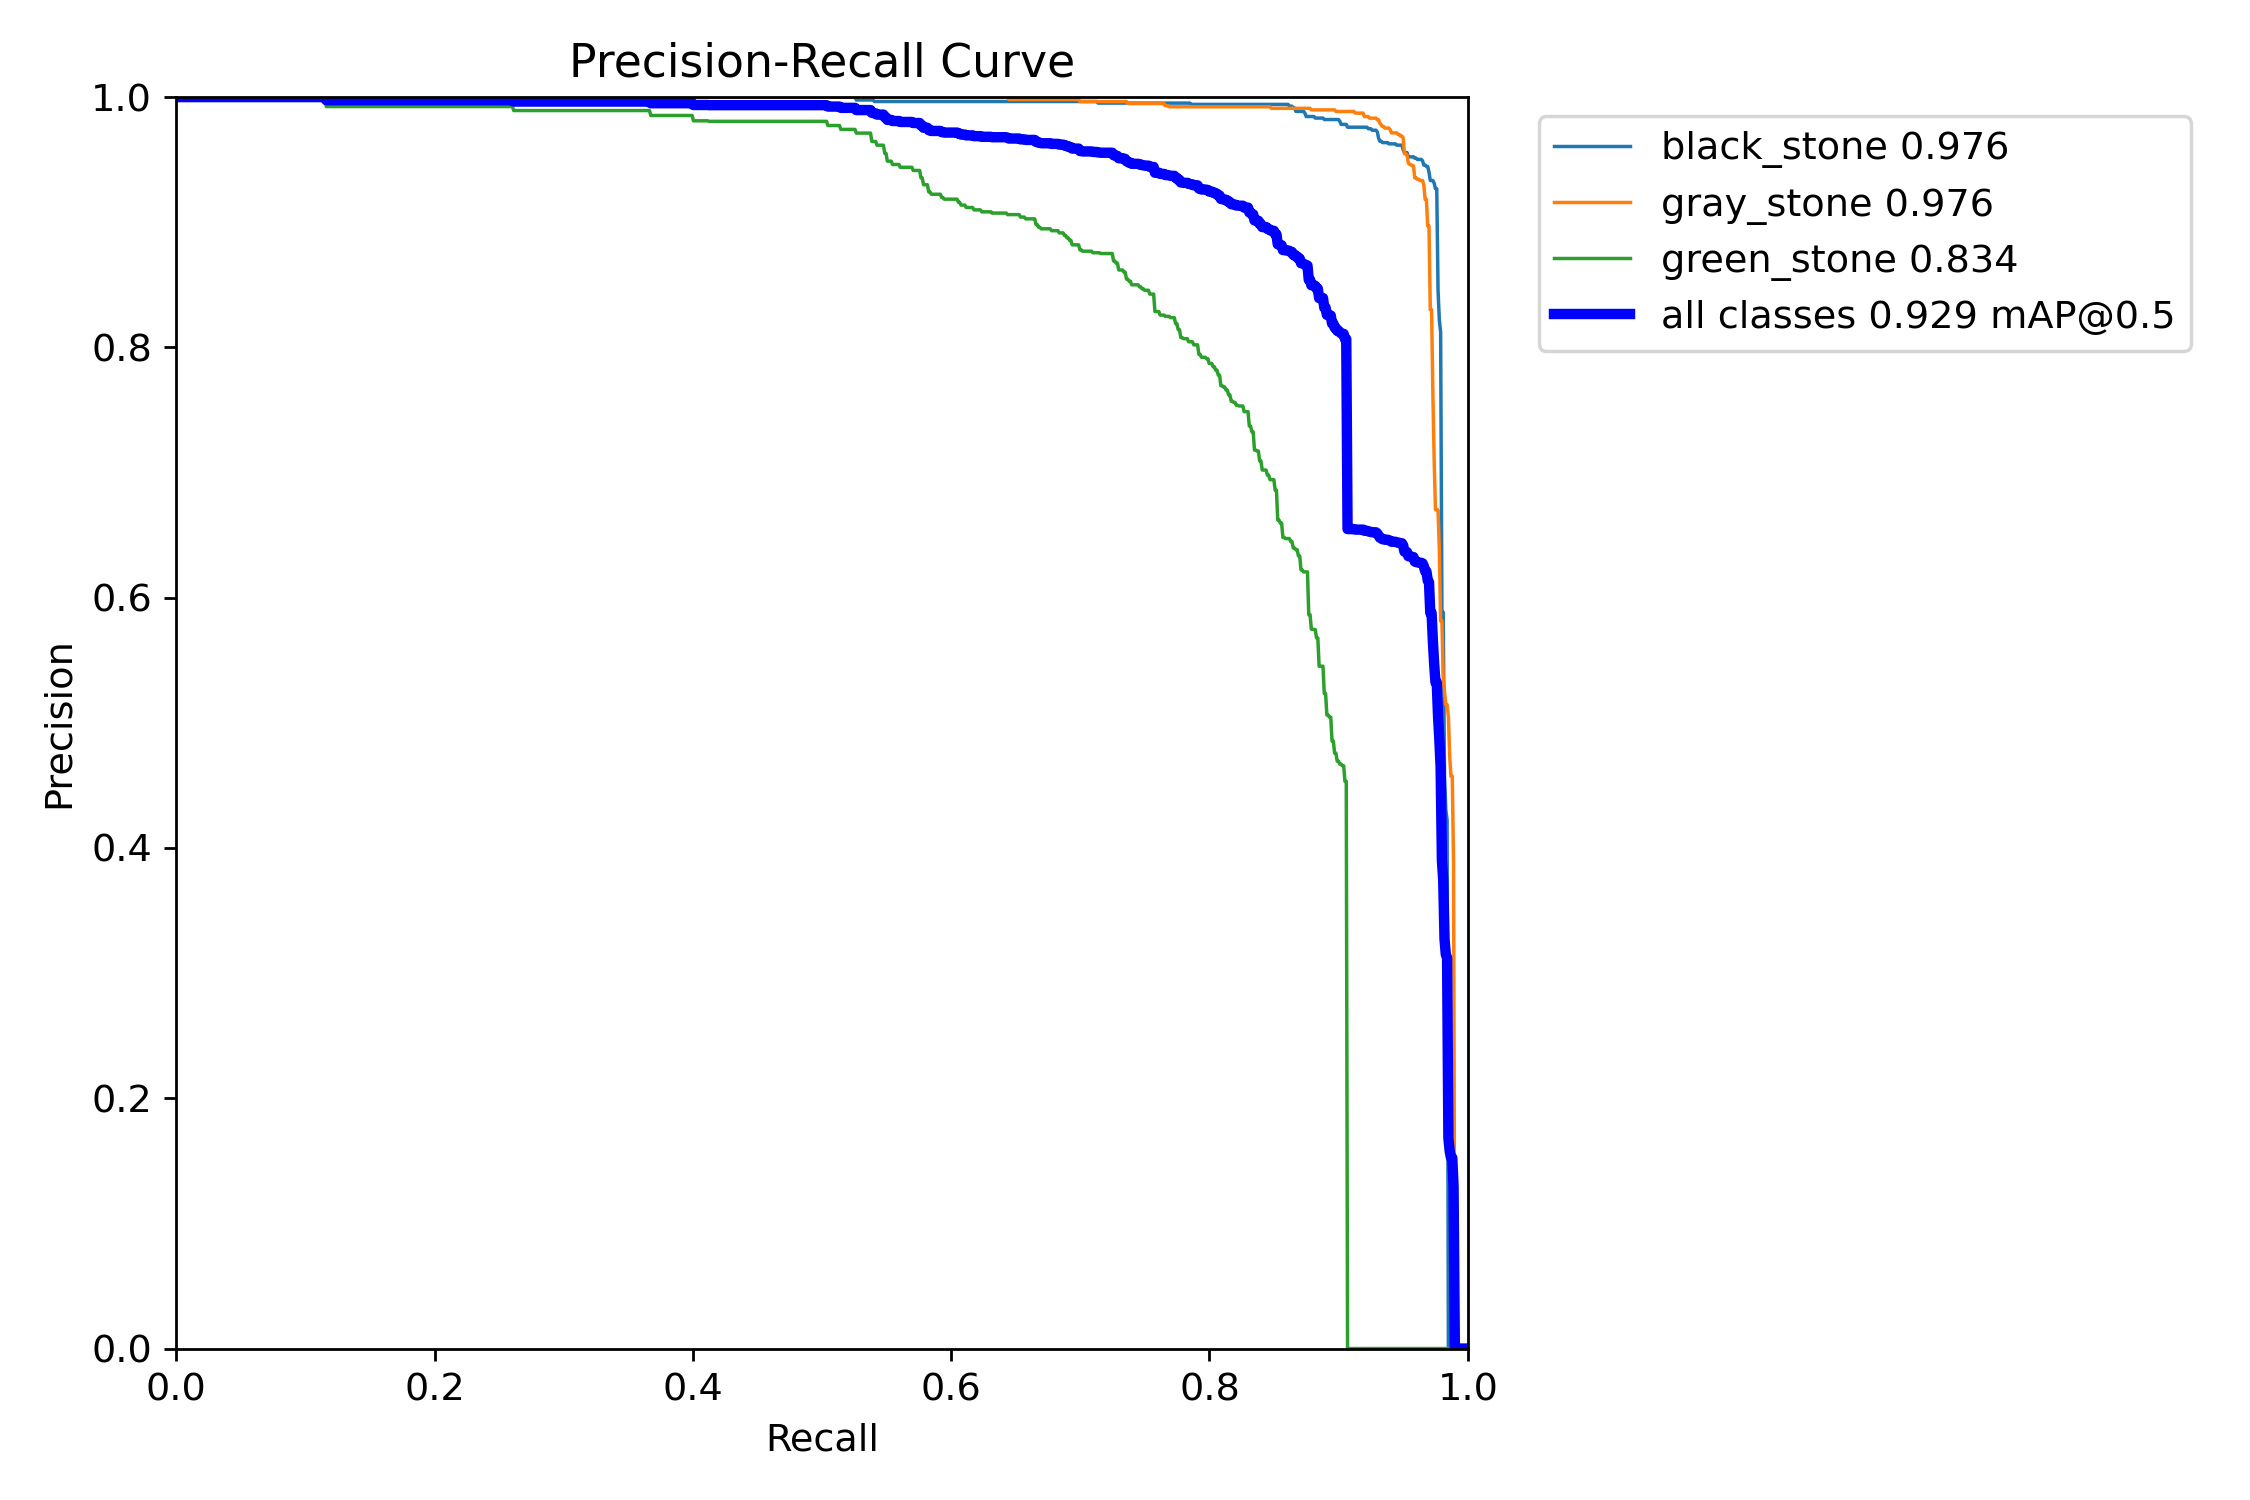 Precision-Recall Curve
1.0
0.8
0.6
0.4
0.2
0.0
Precision
0.0 0.2 0.4 0.6 0.8 1.0
Recall
black_stone 0.976
gray_stone 0.976
green_stone 0.834
all classes 0.929 mAP@0.5